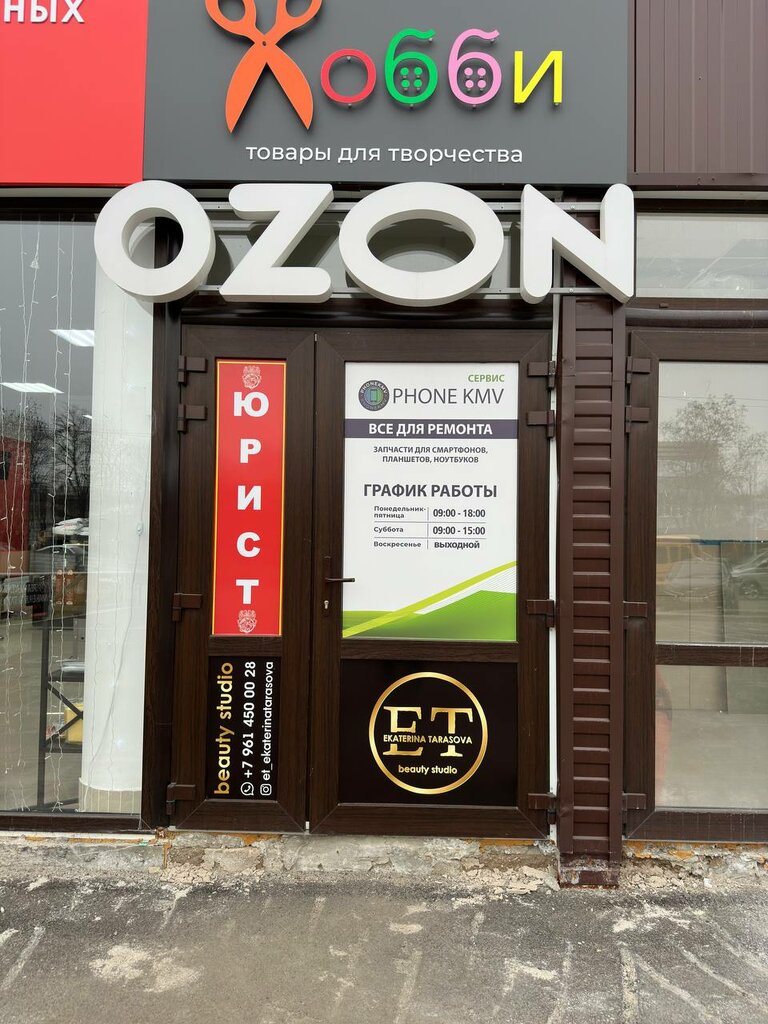 ных
Хобби
товары для творчества
OZON
ЮРИСТ
СЕРВИС
PHONEKMV
PHONE KMV
ВСЕ ДЛЯ РЕМОНТА
ЗАПЧАСТИ ДЛЯ СМАРТФОНОВ,
ПЛАНШЕТОВ, НОУТБУКОВ
ГРАФИК РАБОТЫ
Понедельник-
пятница 09:00 - 18:00
Суббота 09:00 - 15:00
Воскресенье ВЫХОДНОЙ
beauty studio
+7 961 450 00 28
et_ekaterinatarasova
ET
EKATERINA TARASOVA
beauty studio